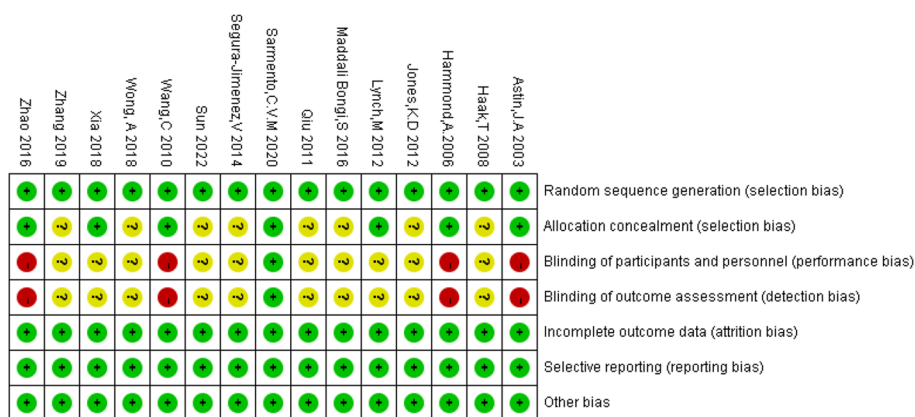 Zhao 2016
Zhang 2019
Xia 2018
Wong, A 2018
Wang,C 2010
Sun 2022
Segura-Jimenez,V 2014
Sarmento,C.V.M 2020
Qiu 2011
Maddali Bongi,S 2016
Lynch,M 2012
Jones,K.D 2012
Hammond,A.2006
Haak,T 2008
Astin,J.A 2003
Random sequence generation (selection bias)
Allocation concealment (selection bias)
Blinding of participants and personnel (performance bias)
Blinding of outcome assessment (detection bias)
Incomplete outcome data (attrition bias)
Selective reporting (reporting bias)
Other bias